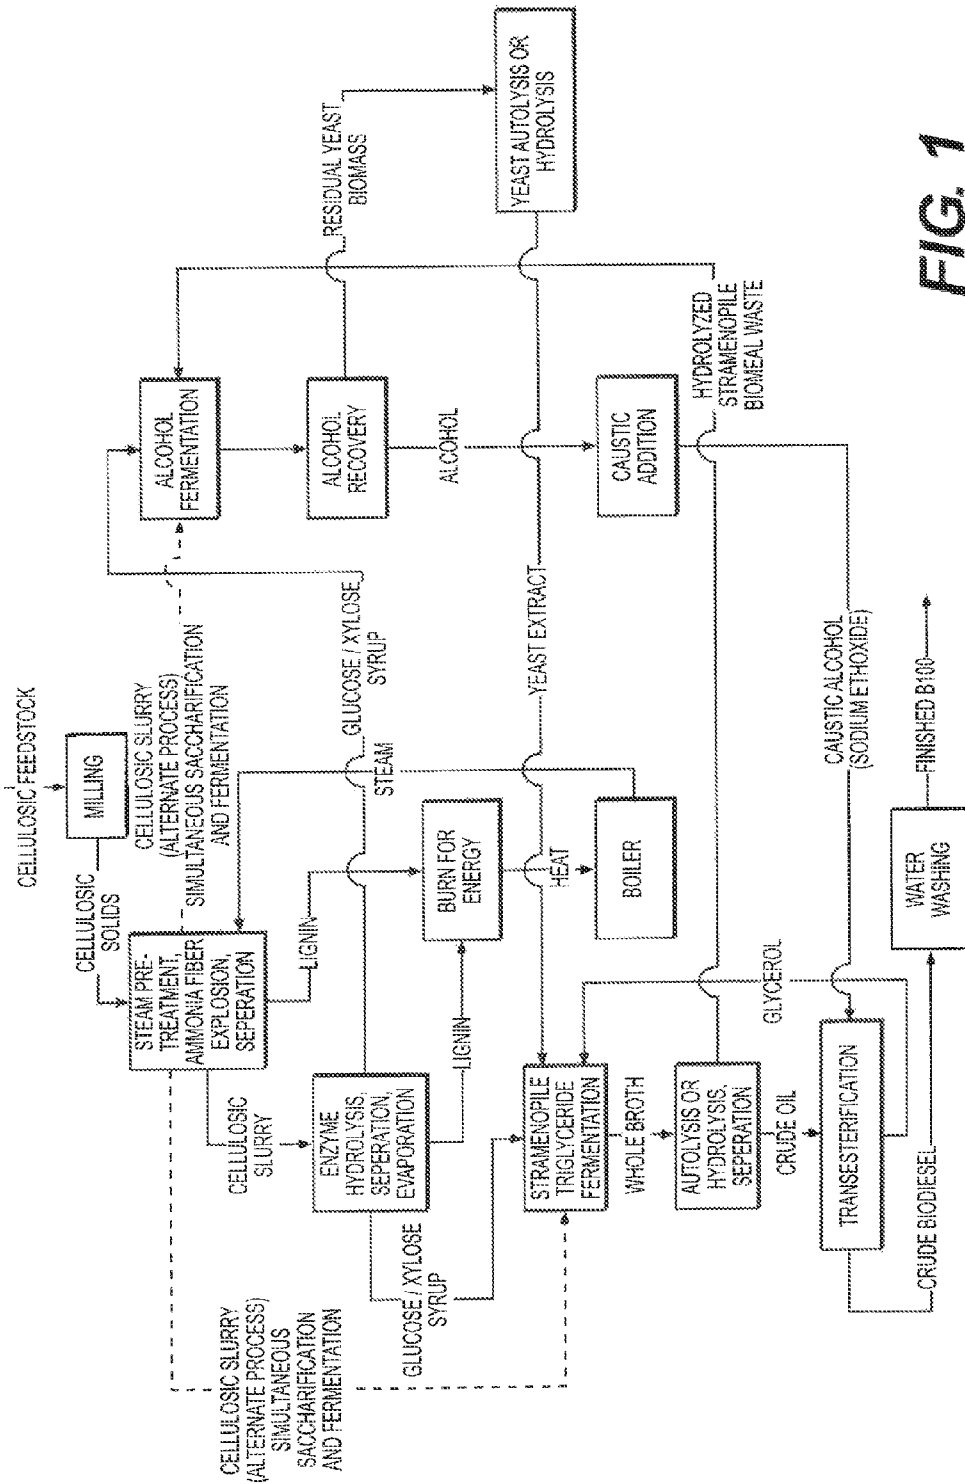 CELLULOSIC FEEDSTOCK
MILLING
CELLULOSIC
SOLIDS
STEAM PRE-
TREATMENT,
AMMONIA FIBER
EXPLOSION,
SEPERATION
CELLULOSIC SLURRY
(ALTERNATE PROCESS)
SIMULTANEOUS SACCHARIFICATION
AND FERMENTATION
ALCOHOL
FERMENTATION
CELLULOSIC SLURRY
(ALTERNATE PROCESS)
SIMULTANEOUS
SACCHARIFICATION
AND FERMENTATION
CELLULOSIC
SLURRY
LIGNIN
ENZYME
HYDROLYSIS,
SEPERATION,
EVAPORATION
GLUCOSE / XYLOSE
SYRUP
STEAM
ALCOHOL
RECOVERY
RESIDUAL YEAST
BIOMASS
GLUCOSE / XYLOSE
SYRUP
LIGNIN
BURN FOR
ENERGY
ALCOHOL
YEAST AUTOLYSIS OR
HYDROLYSIS
STRAMENOPILE
TRIGLYCERIDE
FERMENTATION
HEAT
YEAST EXTRACT
BOILER
CAUSTIC
ADDITION
WHOLE BROTH
AUTOLYSIS OR
HYDROLYSIS,
SEPERATION
HYDROLYZED
STRAMENOPILE
BIOMEAL WASTE
CRUDE OIL
GLYCEROL
TRANSESTERIFICATION
CAUSTIC ALCOHOL
(SODIUM ETHOXIDE)
CRUDE BIODIESEL
WATER
WASHING
FINISHED B100
FIG. 1